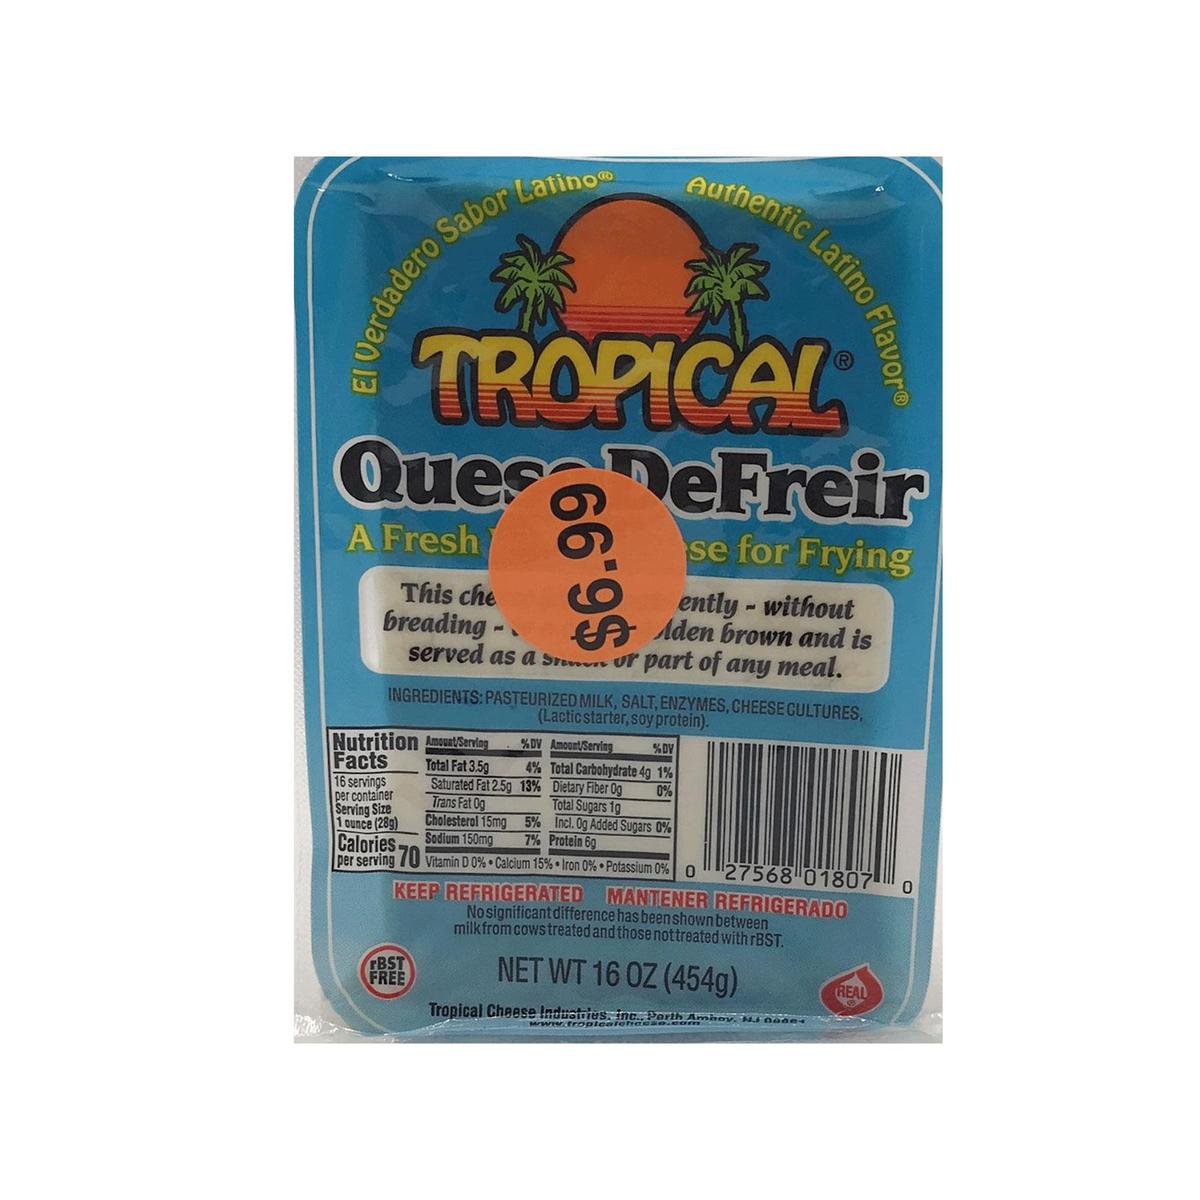 El Verdadero Sabor Latino®
Authentic Latino Flavor®
TROPICAL®
DeFreir
$6.99
A Fresh for Frying
This - without
breading - brown and is
served as a or part of any meal.
INGREDIENTS: PASTEURIZED MILK, SALT, ENZYMES, CHEESE CULTURES,
(Lactic starter, soy protein).
Nutrition
Facts
16 servings
per container
Serving Size
1 ounce (28g)
Calories
per serving 70
Amount/Serving %DV
Total Fat 3.5g 4%
Saturated Fat 2.5g 13%
Trans Fat 0g
Cholesterol 15mg 5%
Sodium 150mg 7%
Amount/Serving %DV
Total Carbohydrate 4g 1%
Dietary Fiber 0g 0%
Total Sugars 1g
Incl. 0g Added Sugars 0%
Protein 6g
Vitamin D 0% • Calcium 15% • Iron 0% • Potassium 0%
0 27568 01807 0
KEEP REFRIGERATED MANTENER REFRIGERADO
No significant difference has been shown between
milk from cows treated and those not treated with rBST.
rBST
FREE
NET WT 16 OZ (454g)
REAL
®
Tropical Cheese Industries, Inc., Perth Amboy, NJ
www.tropicalcheese.com